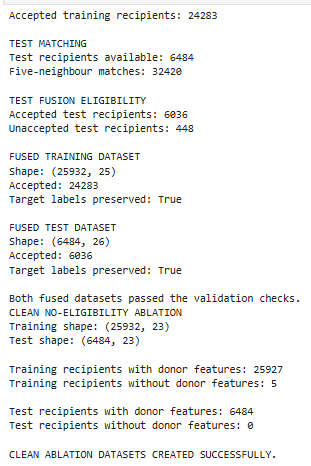 Accepted training recipients: 24283
TEST MATCHING
Test recipients available: 6484
Five-neighbour matches: 32420
TEST FUSION ELIGIBILITY
Accepted test recipients: 6036
Unaccepted test recipients: 448
FUSED TRAINING DATASET
Shape: (25932, 25)
Accepted: 24283
Target labels preserved: True
FUSED TEST DATASET
Shape: (6484, 26)
Accepted: 6036
Target labels preserved: True
Both fused datasets passed the validation checks.
CLEAN NO-ELIGIBILITY ABLATION
Training shape: (25932, 23)
Test shape: (6484, 23)
Training recipients with donor features: 25927
Training recipients without donor features: 5
Test recipients with donor features: 6484
Test recipients without donor features: 0
CLEAN ABLATION DATASETS CREATED SUCCESSFULLY.